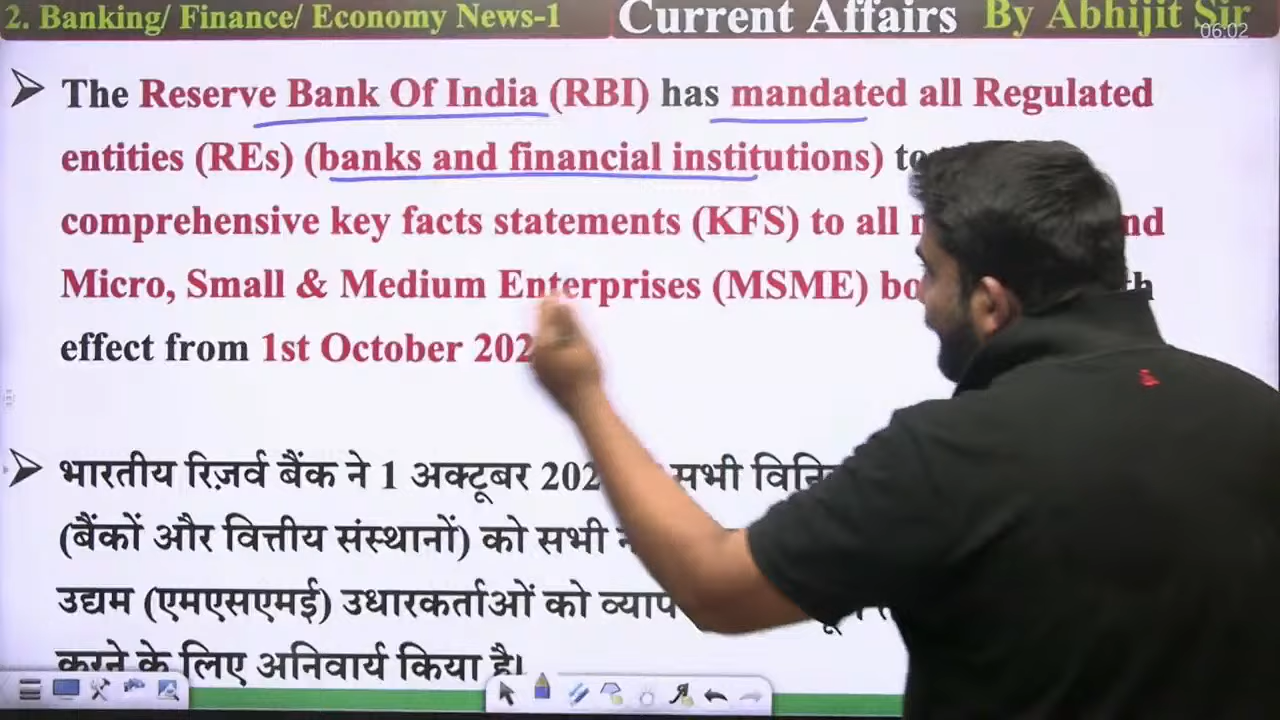 2. Banking/ Finance/ Economy News-1
Current Affairs By Abhijit Sir
06:02
The Reserve Bank Of India (RBI) has mandated all Regulated
entities (REs) (banks and financial institutions) to
comprehensive key facts statements (KFS) to all
Micro, Small & Medium Enterprises (MSME)
effect from 1st October
भारतीय रिज़र्व बैंक ने 1 अक्टूबर सभी
(बैंकों और वित्तीय संस्थानों) को सभी
उद्यम (एमएसएमई) उधारकर्ताओं को
करने के लिए अनिवार्य किया है।